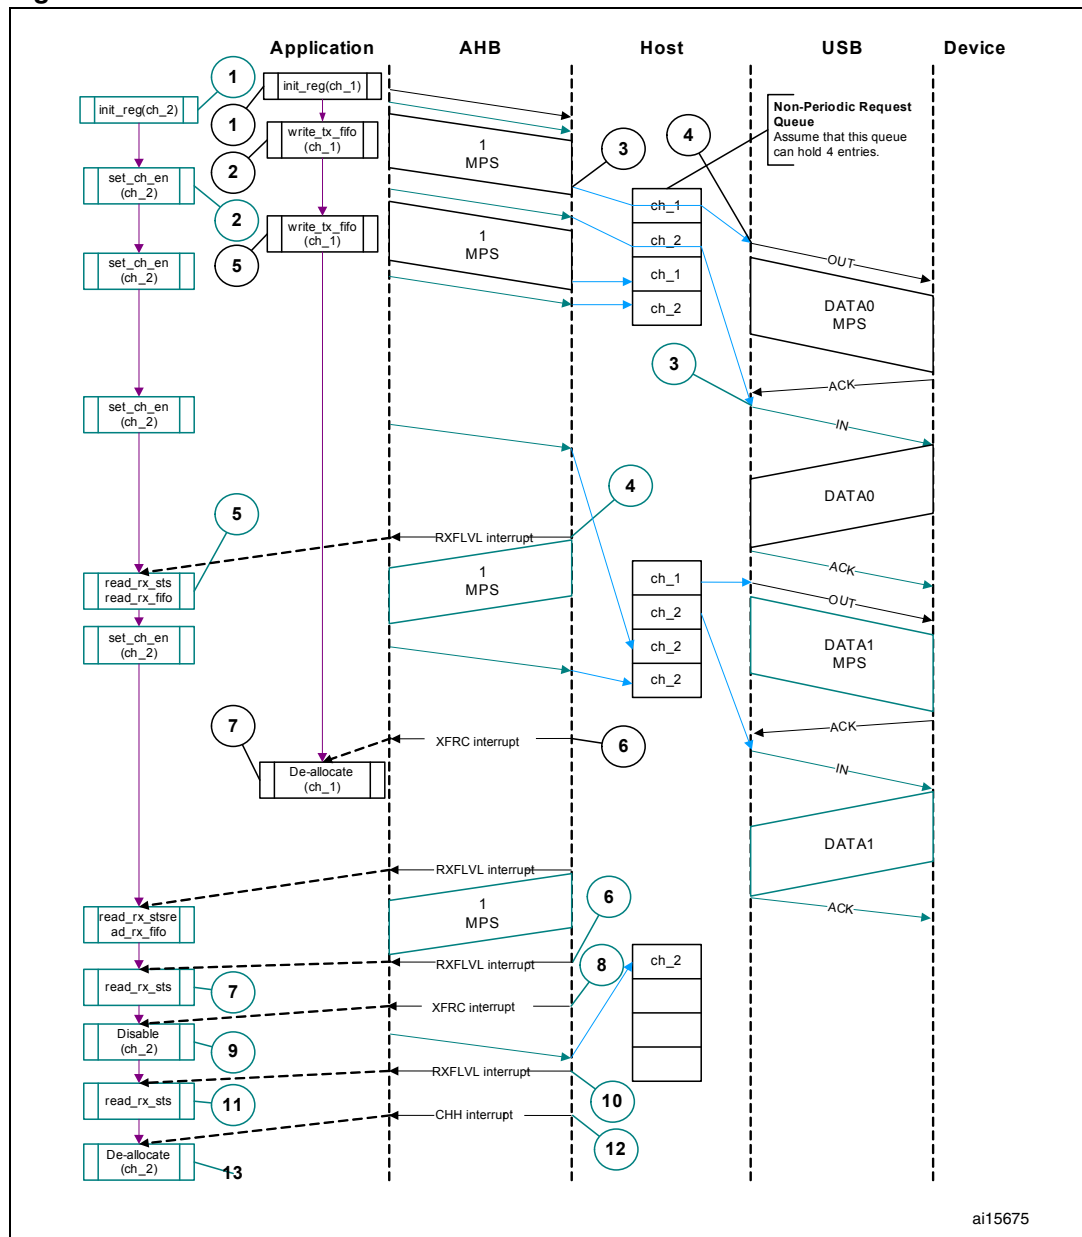 Application AHB Host USB Device
1
init_reg(ch_1)
init_reg(ch_2)
1
Non-Periodic Request
Queue
Assume that this queue
can hold 4 entries.
write_tx_fifo
(ch_1)
1
MPS
3
4
2
set_ch_en
(ch_2)
2
ch_1
write_tx_fifo
(ch_1)
1
MPS
ch_2
5
set_ch_en
(ch_2)
OUT
ch_1
ch_2
DATA0
MPS
3
ACK
set_ch_en
(ch_2)
IN
4
DATA0
5
RXFLVL interrupt
ACK
read_rx_sts
read_rx_fifo
1
MPS
ch_1
OUT
ch_2
set_ch_en
(ch_2)
ch_2
DATA1
MPS
ch_2
7
XFRC interrupt
6
ACK
De-allocate
(ch_1)
IN
DATA1
RXFLVL interrupt
6
ACK
read_rx_stsre
ad_rx_fifo
1
MPS
RXFLVL interrupt
8
ch_2
read_rx_sts
7
XFRC interrupt
Disable
(ch_2)
9
RXFLVL interrupt
10
read_rx_sts
11
CHH interrupt
12
De-allocate
(ch_2)
13
ai15675